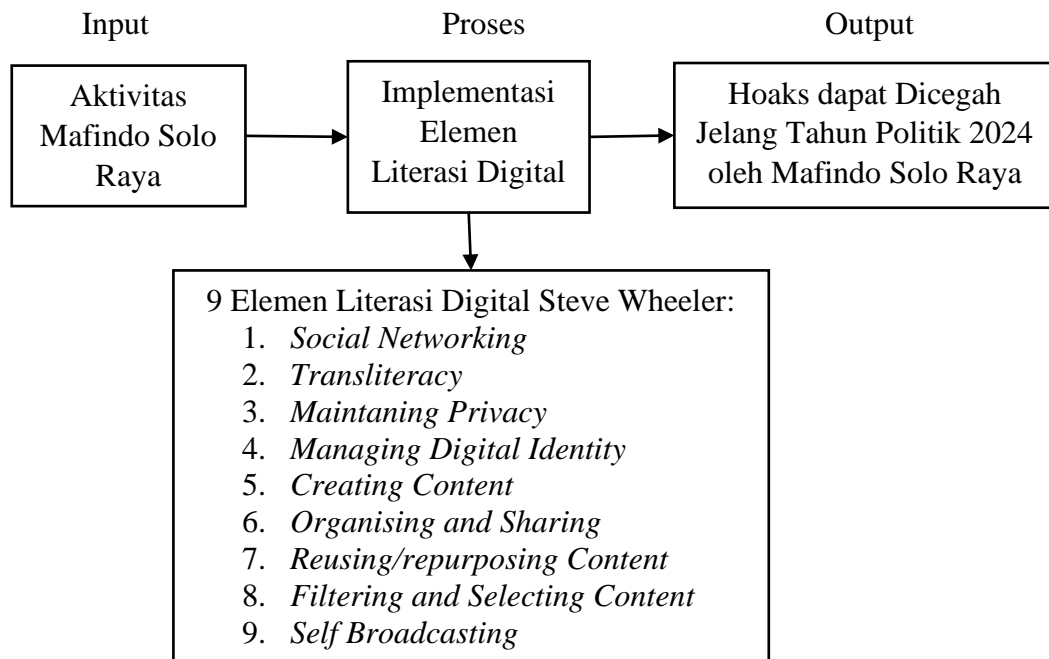 Input
Proses
Output
Aktivitas
Mafindo Solo
Raya
Implementasi
Elemen
Literasi Digital
Hoaks dapat Dicegah
Jelang Tahun Politik 2024
oleh Mafindo Solo Raya
9 Elemen Literasi Digital Steve Wheeler:
1. Social Networking
2. Transliteracy
3. Maintaning Privacy
4. Managing Digital Identity
5. Creating Content
6. Organising and Sharing
7. Reusing/repurposing Content
8. Filtering and Selecting Content
9. Self Broadcasting